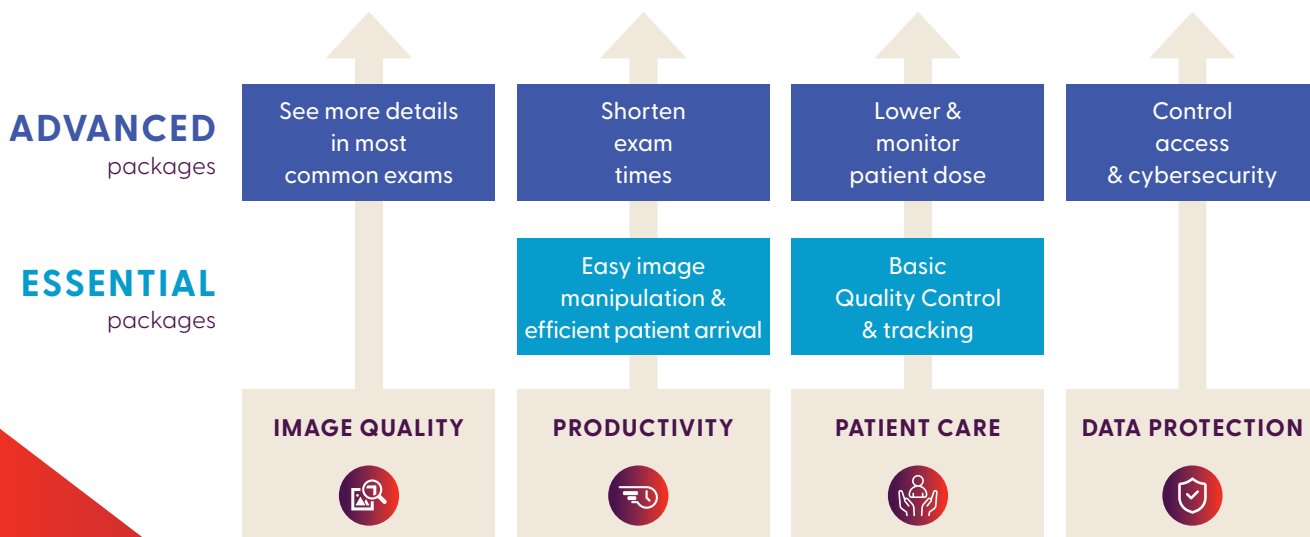 ADVANCED
packages
See more details
in most
common exams
Shorten
exam
times
Lower &
monitor
patient dose
Control
access
& cybersecurity
ESSENTIAL
packages
Easy image
manipulation &
efficient patient arrival
Basic
Quality Control
& tracking
IMAGE QUALITY
PRODUCTIVITY
PATIENT CARE
DATA PROTECTION